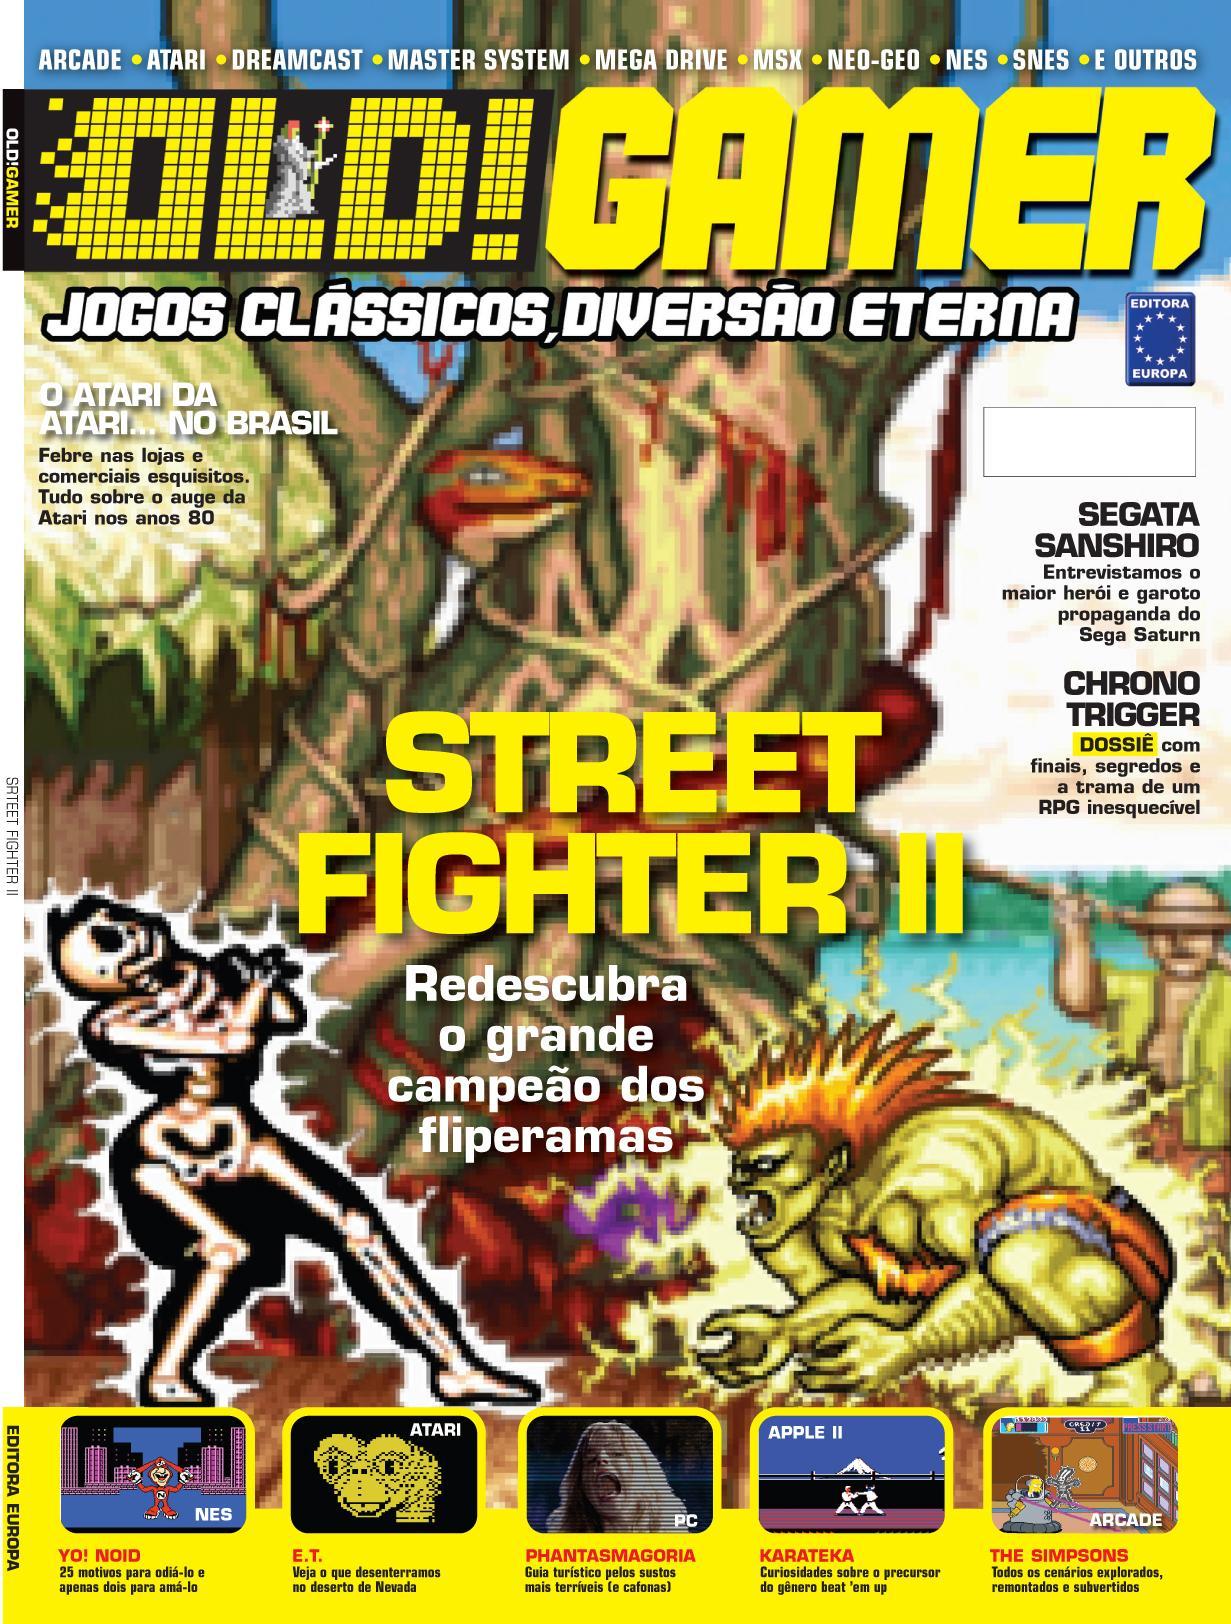 ARCADE • ATARI • DREAMCAST • MASTER SYSTEM • MEGA DRIVE • MSX • NEO-GEO • NES • SNES • E OUTROS
OLD!GAMER
OLD!GAMER
JOGOS CLÁSSICOS, DIVERSÃO ETERNA
EDITORA
EUROPA
O ATARI DA
ATARI... NO BRASIL
Febre nas lojas e
comerciais esquisitos.
Tudo sobre o auge da
Atari nos anos 80
SEGATA
SANSHIRO
Entrevistamos o
maior herói e garoto
propaganda do
Sega Saturn
CHRONO
TRIGGER
DOSSIÊ com
finais, segredos e
a trama de um
RPG inesquecível
STREET
FIGHTER II
SRTEET FIGHTER II
Redescubra
o grande
campeão dos
fliperamas
EDITORA EUROPA
NES
YO! NOID
25 motivos para odiá-lo e
apenas dois para amá-lo
ATARI
E.T.
Veja o que desenterramos
no deserto de Nevada
PC
PHANTASMAGORIA
Guia turístico pelos sustos
mais terríveis (e cafonas)
APPLE II
KARATEKA
Curiosidades sobre o precursor
do gênero beat 'em up
CREDIT
PRESS START
ARCADE
THE SIMPSONS
Todos os cenários explorados,
remontados e subvertidos